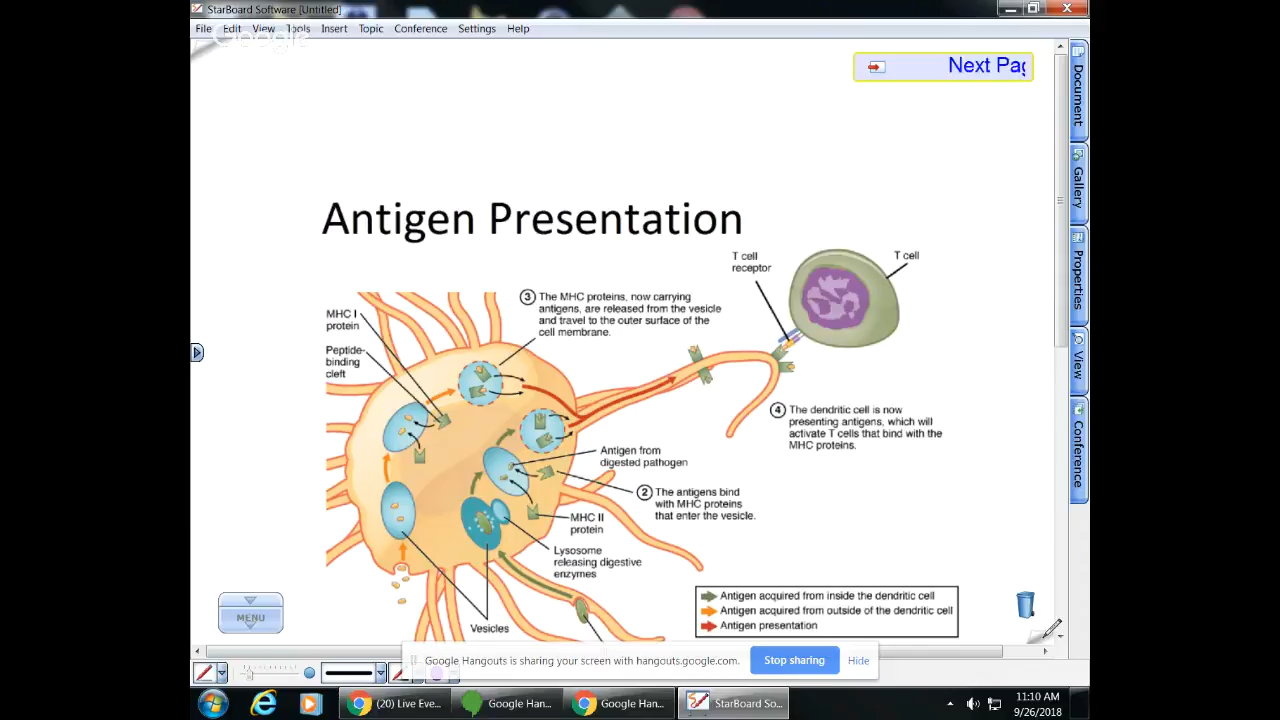 StarBoard Software [Untitled]
File Edit View Tools Insert Topic Conference Settings Help
Google
Next Pag
Document
Gallery
Properties
View
Conference
Antigen Presentation
T cell
receptor
T cell
3 The MHC proteins, now carrying
antigens, are released from the vesicle
and travel to the outer surface of the
cell membrane.
MHC I
protein
Peptide-
binding
cleft
4 The dendritic cell is now
presenting antigens, which will
activate T cells that bind with the
MHC proteins.
Antigen from
digested pathogen
2 The antigens bind
with MHC proteins
that enter the vesicle.
MHC II
protein
Lysosome
releasing digestive
enzymes
Vesicles
Antigen acquired from inside the dendritic cell
Antigen acquired from outside of the dendritic cell
Antigen presentation
MENU
Google Hangouts is sharing your screen with hangouts.google.com. Stop sharing Hide
(20) Live Eve... Google Han... Google Han... StarBoard So...
11:10 AM
9/26/2018